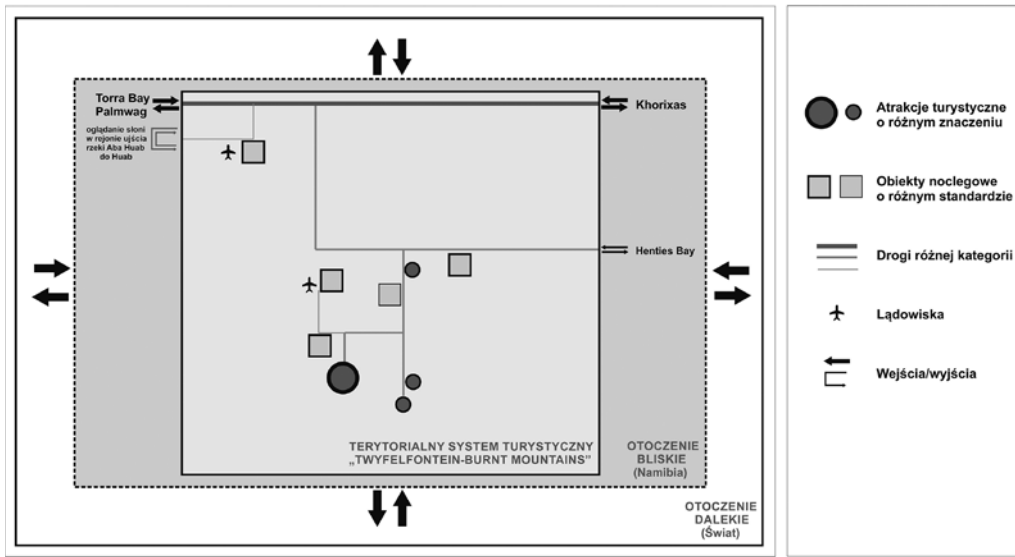 Torra Bay
Palmwag
oglądanie słoni
w rejonie ujścia
rzeki Aba Huab
do Huab
Khorixas
Henties Bay
TERYTORIALNY SYSTEM TURYSTYCZNY
„TWYFELFONTEIN-BURNT MOUNTAINS”
OTOCZENIE
BLISKIE
(Namibia)
OTOCZENIE
DALEKIE
(Świat)
Atrakcje turystyczne
o różnym znaczeniu
Obiekty noclegowe
o różnym standardzie
Drogi różnej kategorii
Lądowiska
Wejścia/wyjścia